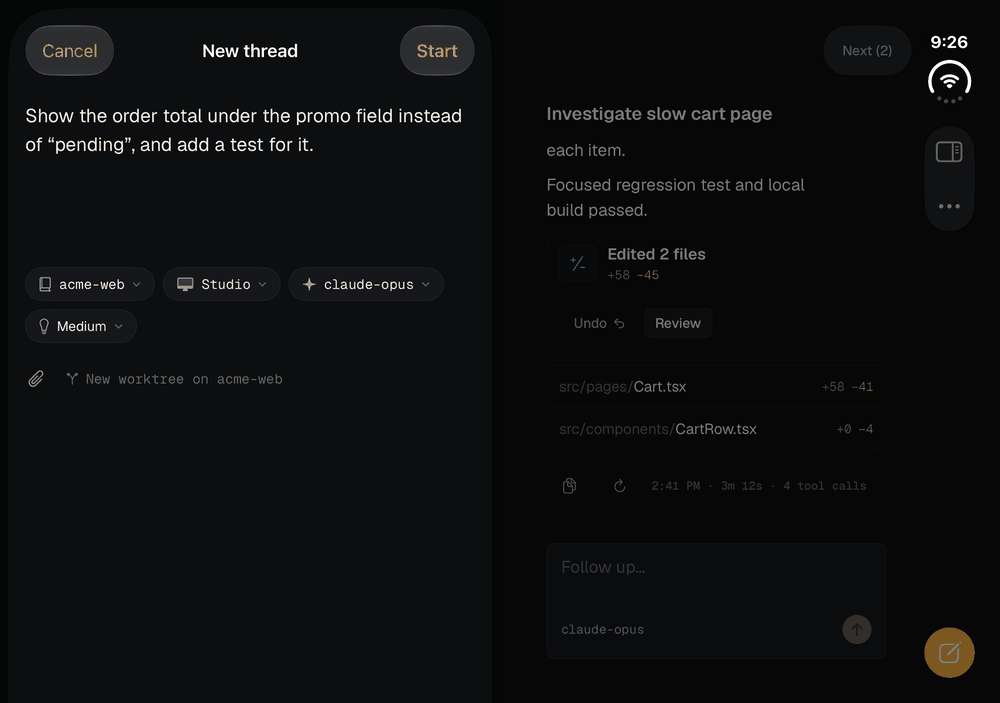 Cancel
New thread
Start
Show the order total under the promo field instead
of “pending”, and add a test for it.
acme-web
Studio
claude-opus
Medium
New worktree on acme-web
Next (2)
9:26
Investigate slow cart page
each item.
Focused regression test and local
build passed.
Edited 2 files
+58 −45
Undo
Review
src/pages/Cart.tsx
+58 −41
src/components/CartRow.tsx
+0 −4
2:41 PM · 3m 12s · 4 tool calls
Follow up…
claude-opus